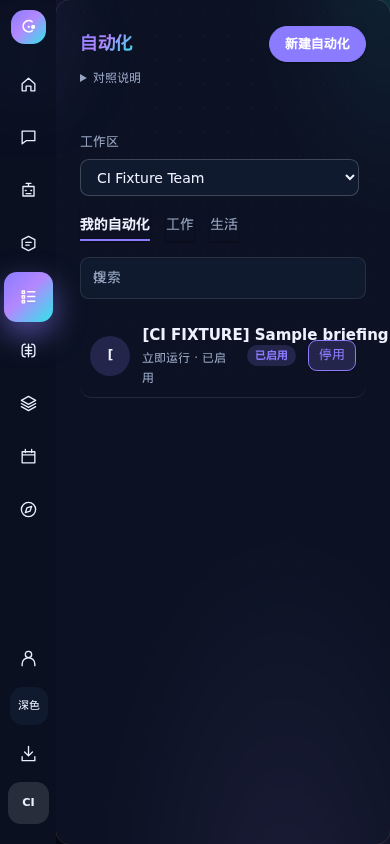 自动化
新建自动化
▶ 对照说明
工作区
CI Fixture Team
我的自动化 工作 生活
搜索
[
[CI FIXTURE] Sample briefing
立即运行 · 已启用
已启用
停用
深色
CI